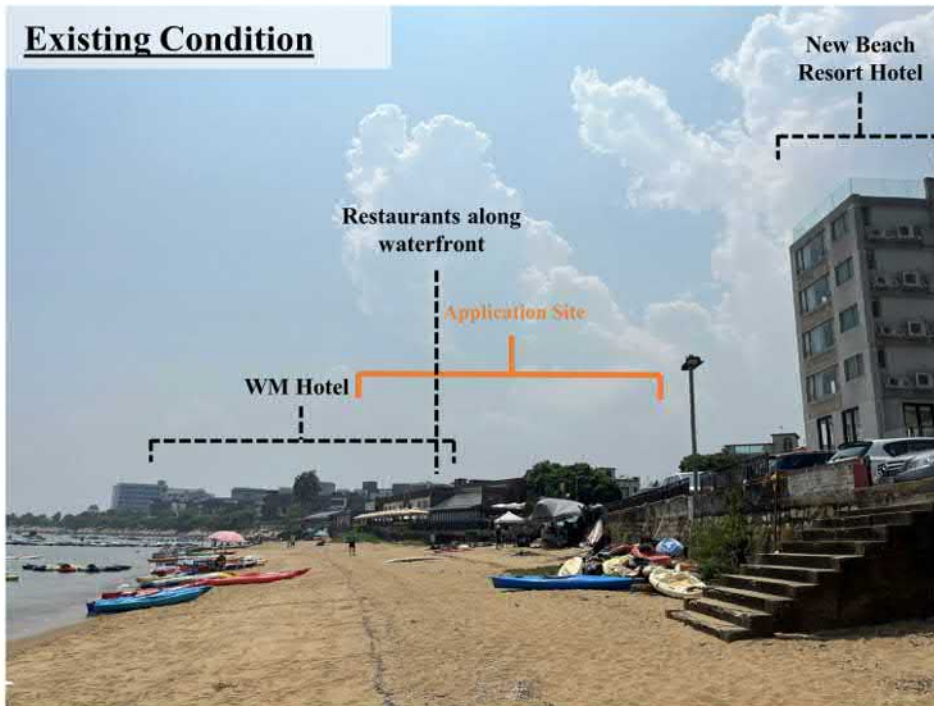 Existing Condition
New Beach
Resort Hotel
Restaurants along
waterfront
Application Site
WM Hotel